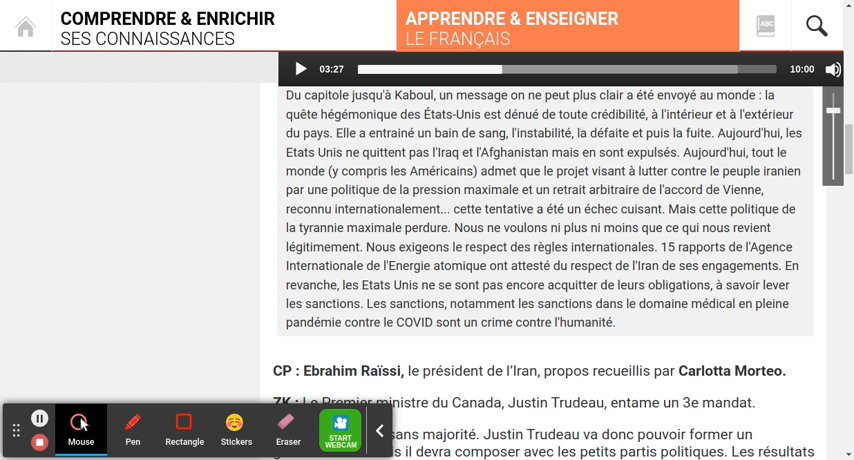 COMPRENDRE & ENRICHIR
SES CONNAISSANCES
APPRENDRE & ENSEIGNER
LE FRANÇAIS
ABC
03:27
10:00
Du capitole jusqu'à Kaboul, un message on ne peut plus clair a été envoyé au monde : la
quête hégémonique des États-Unis est dénué de toute crédibilité, à l'intérieur et à l'extérieur
du pays. Elle a entrainé un bain de sang, l'instabilité, la défaite et puis la fuite. Aujourd'hui, les
Etats Unis ne quittent pas l'Iraq et l'Afghanistan mais en sont expulsés. Aujourd'hui, tout le
monde (y compris les Américains) admet que le projet visant à lutter contre le peuple iranien
par une politique de la pression maximale et un retrait arbitraire de l'accord de Vienne,
reconnu internationalement... cette tentative a été un échec cuisant. Mais cette politique de
la tyrannie maximale perdure. Nous ne voulons ni plus ni moins que ce qui nous revient
légitimement. Nous exigeons le respect des règles internationales. 15 rapports de l'Agence
Internationale de l'Energie atomique ont attesté du respect de l'Iran de ses engagements. En
revanche, les Etats Unis ne se sont pas encore acquitter de leurs obligations, à savoir lever
les sanctions. Les sanctions, notamment les sanctions dans le domaine médical en pleine
pandémie contre le COVID sont un crime contre l'humanité.
CP : Ebrahim Raïssi, le président de l'Iran, propos recueillis par Carlotta Morteo.
ZK : Le Premier ministre du Canada, Justin Trudeau, entame un 3e mandat.
sans majorité. Justin Trudeau va donc pouvoir former un
il devra composer avec les petits partis politiques. Les résultats
Mouse
Pen
Rectangle
Stickers
Eraser
START
WEBCAM